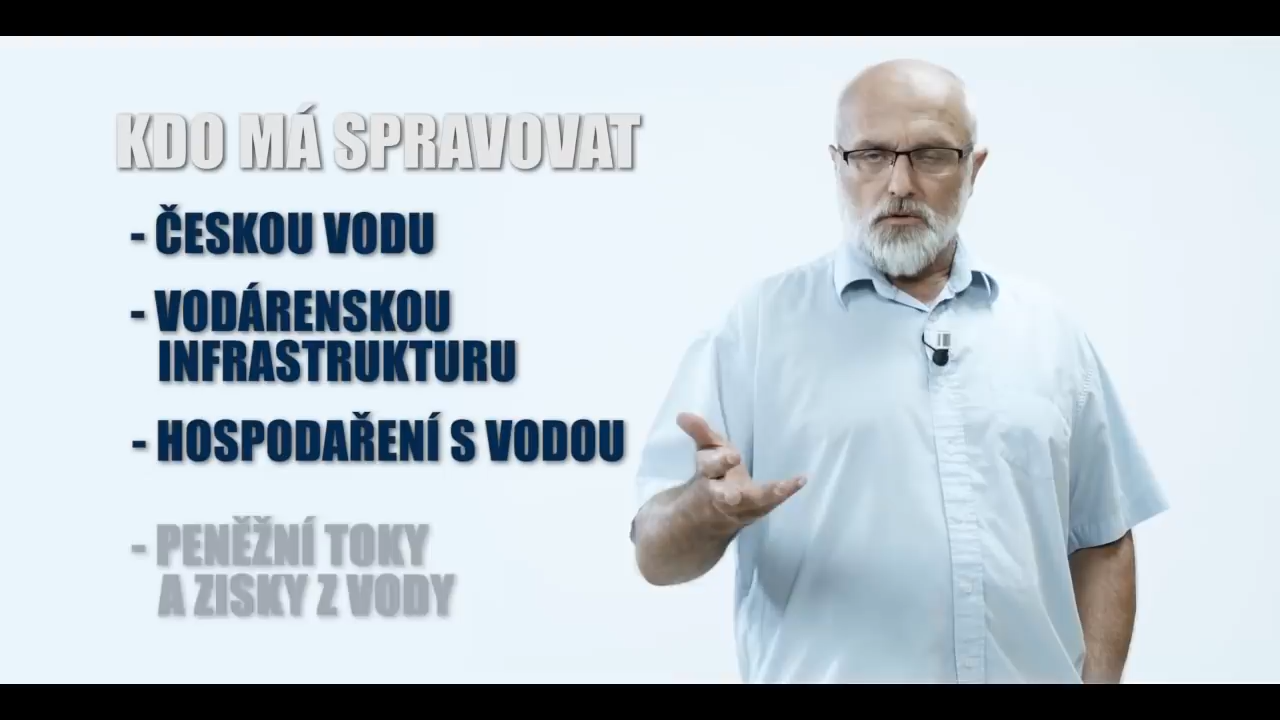 KDO MÁ SPRAVOVAT
- ČESKOU VODU
- VODÁRENSKOU
INFRASTRUKTURU
- HOSPODAŘENÍ S VODOU
- PENĚŽNÍ TOKY
A ZISKY Z VODY